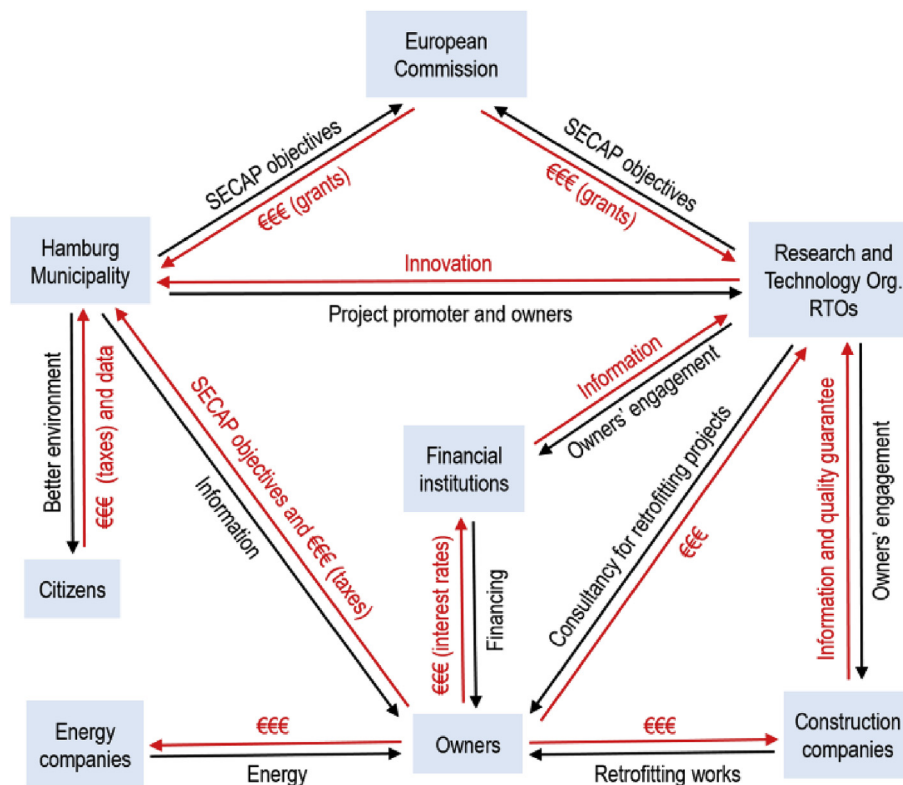 European
Commission
SECAP objectives
€€€ (grants)
SECAP objectives
€€€ (grants)
Hamburg
Municipality
Innovation
Project promoter and owners
Research and
Technology Org.
RTOs
Better environment
€€€ (taxes) and data
SECAP objectives and €€€ (taxes)
Information
Information
Owners' engagement
Financial
institutions
Consultancy for retrofitting projects
€€€
Information and quality guarantee
Owners' engagement
Citizens
€€€ (interest rates)
Financing
Energy
companies
€€€
Energy
Owners
€€€
Retrofitting works
Construction
companies